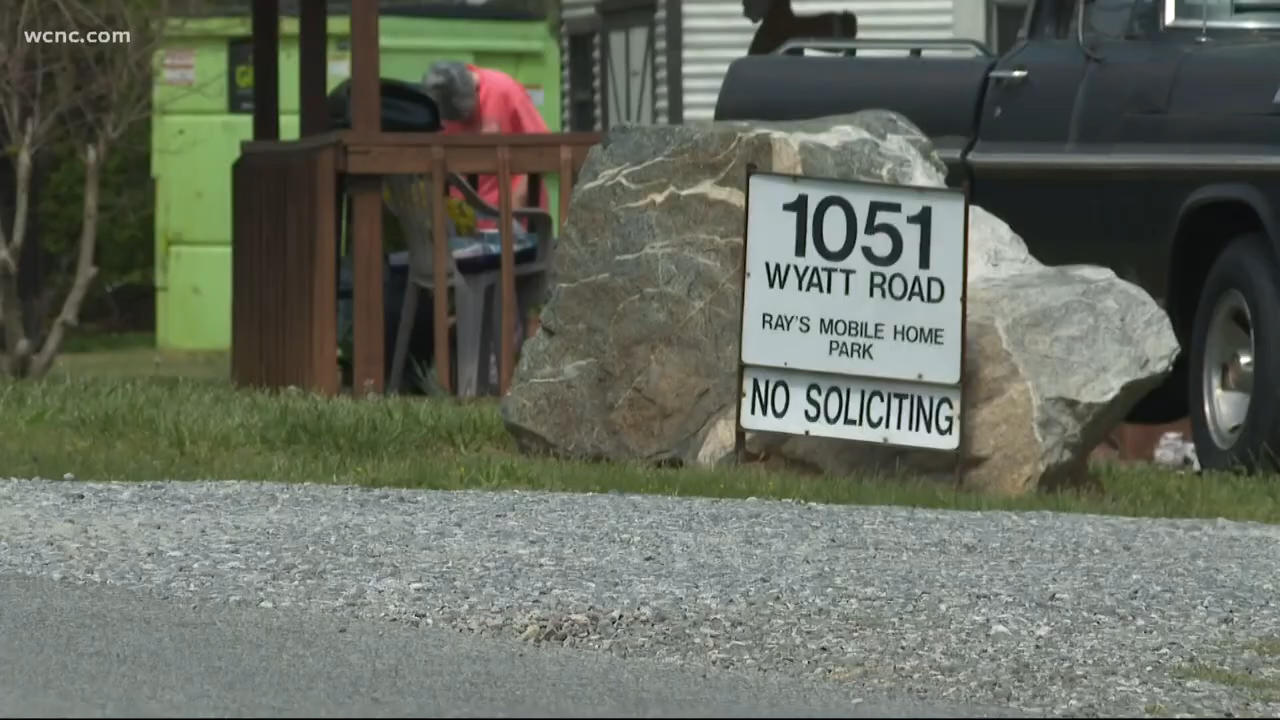 wcnc.com
1051
WYATT ROAD
RAY'S MOBILE HOME
PARK
NO SOLICITING